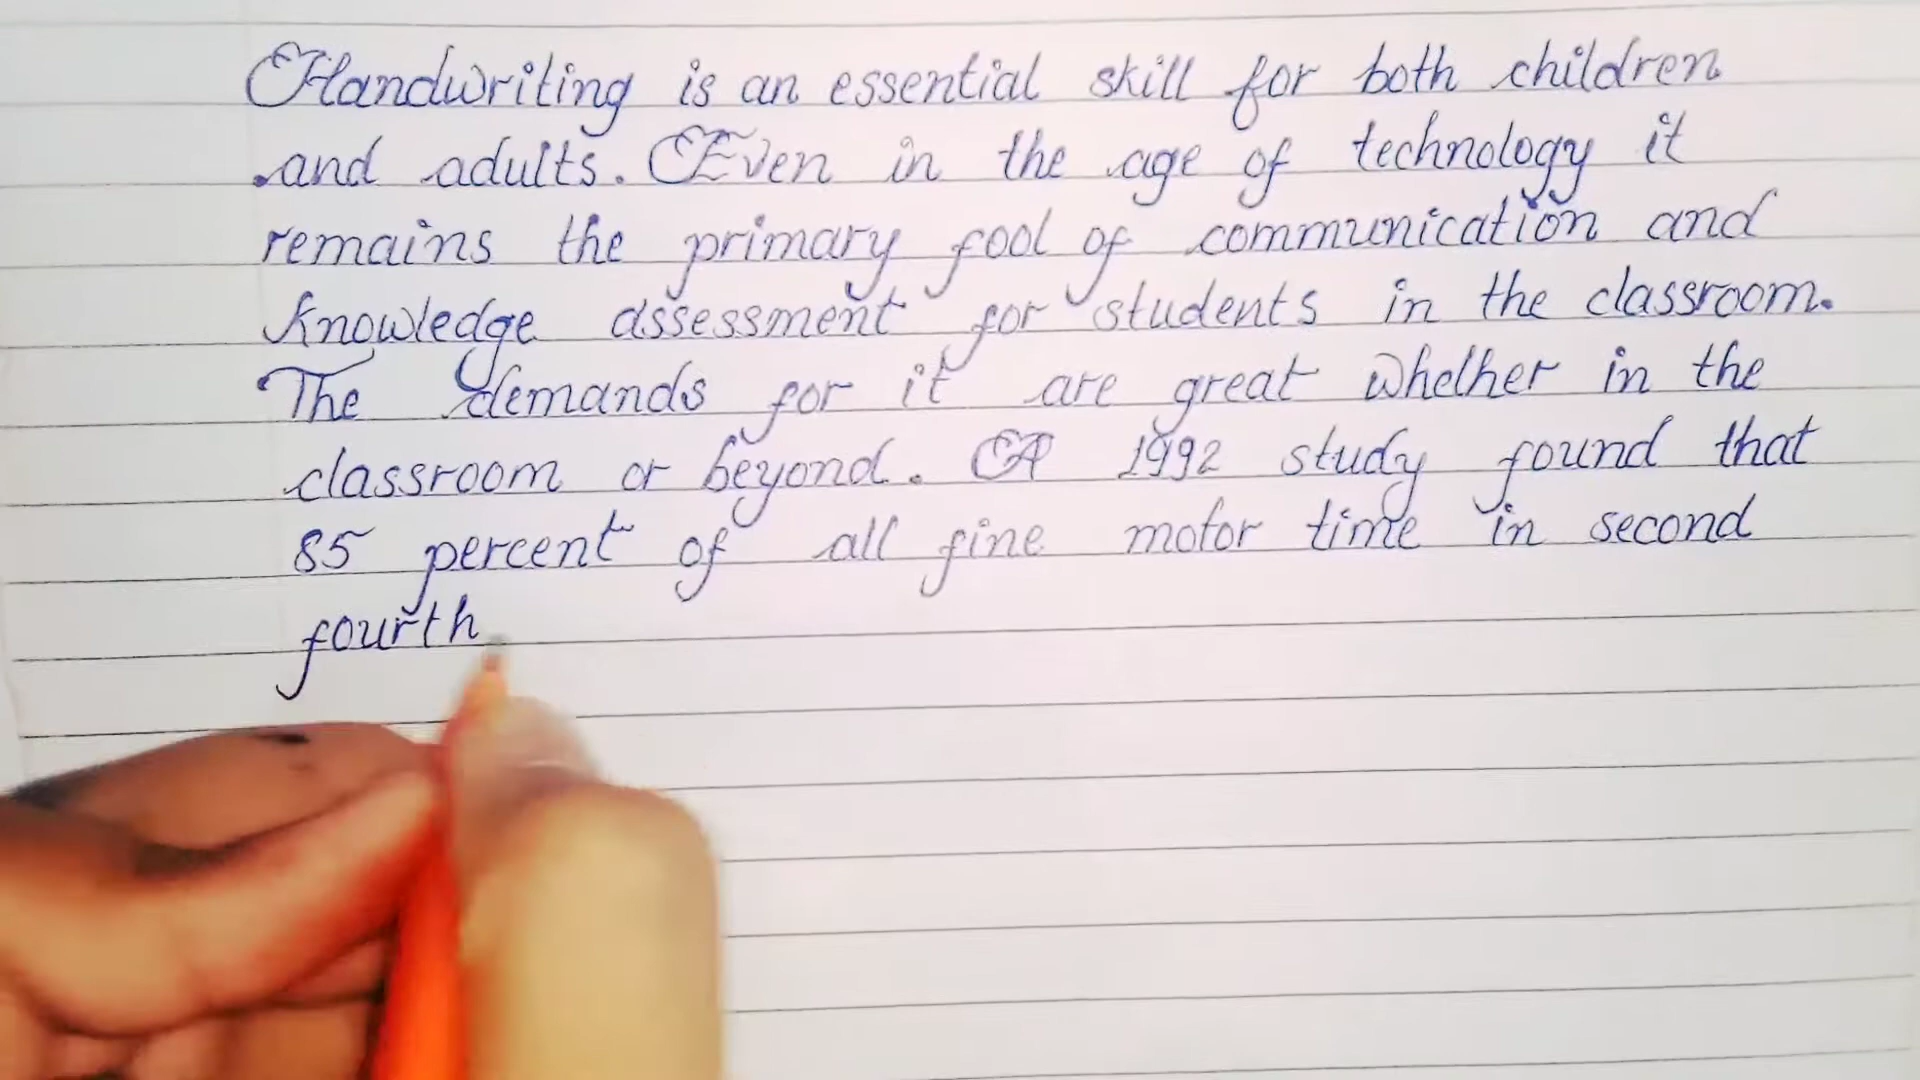 Handwriting is an essential skill for both children
and adults. Even in the age of technology it
remains the primary fool of communication and
knowledge assessment for students in the classroom.
The demands for it are great whether in the
classroom or beyond. A 1992 study found that
85 percent of all fine motor time in second
fourth